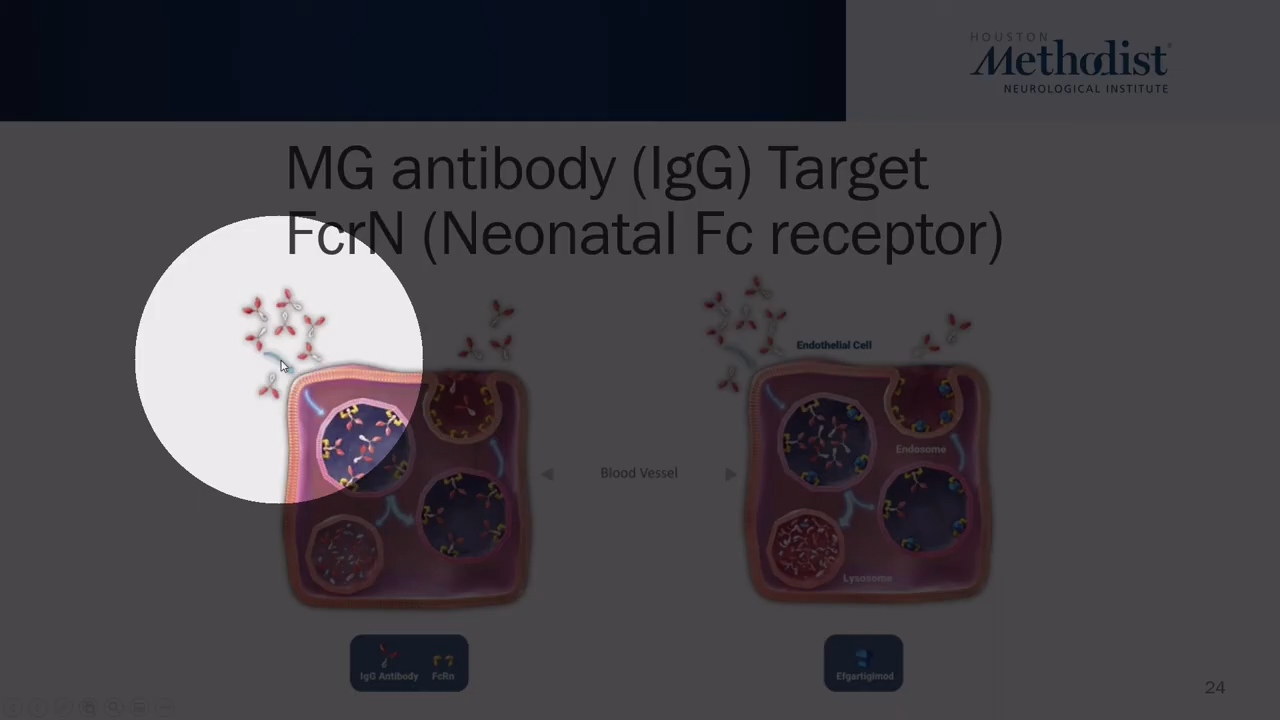 HOUSTON
Methodist®
NEUROLOGICAL INSTITUTE
MG antibody (IgG) Target
FcrN (Neonatal Fc receptor)
Endothelial Cell
Endosome
Blood Vessel
Lysosome
IgG Antibody FcRn
Efgartigimod
24